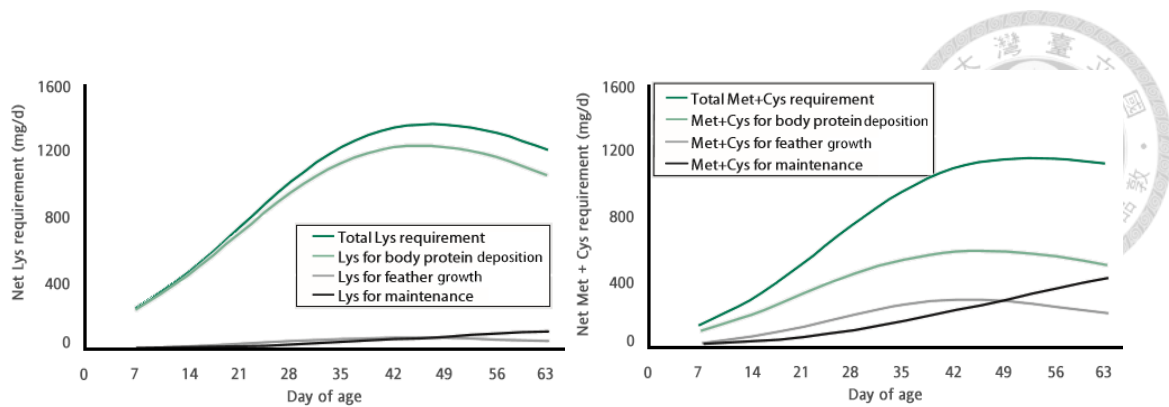 1600
1200
800
400
0
Net Lys requirement (mg/d)
Total Lys requirement
Lys for body protein deposition
Lys for feather growth
Lys for maintenance
0 7 14 21 28 35 42 49 56 63
Day of age
1600
1200
800
400
0
Net Met + Cys requirement (mg/d)
Total Met+Cys requirement
Met+Cys for body protein deposition
Met+Cys for feather growth
Met+Cys for maintenance
0 7 14 21 28 35 42 49 56 63
Day of age
大灣臺
國